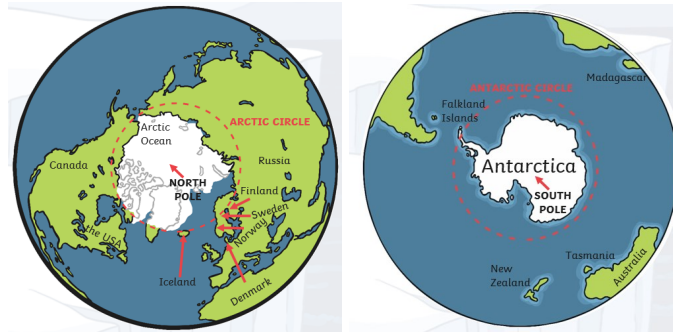 Arctic
Ocean
ARCTIC CIRCLE
Canada
Russia
NORTH
POLE
Finland
Sweden
Norway
the USA
Iceland
Denmark
Madagascar
ANTARCTIC CIRCLE
Falkland
Islands
Antarctica
SOUTH
POLE
Tasmania
Australia
New
Zealand